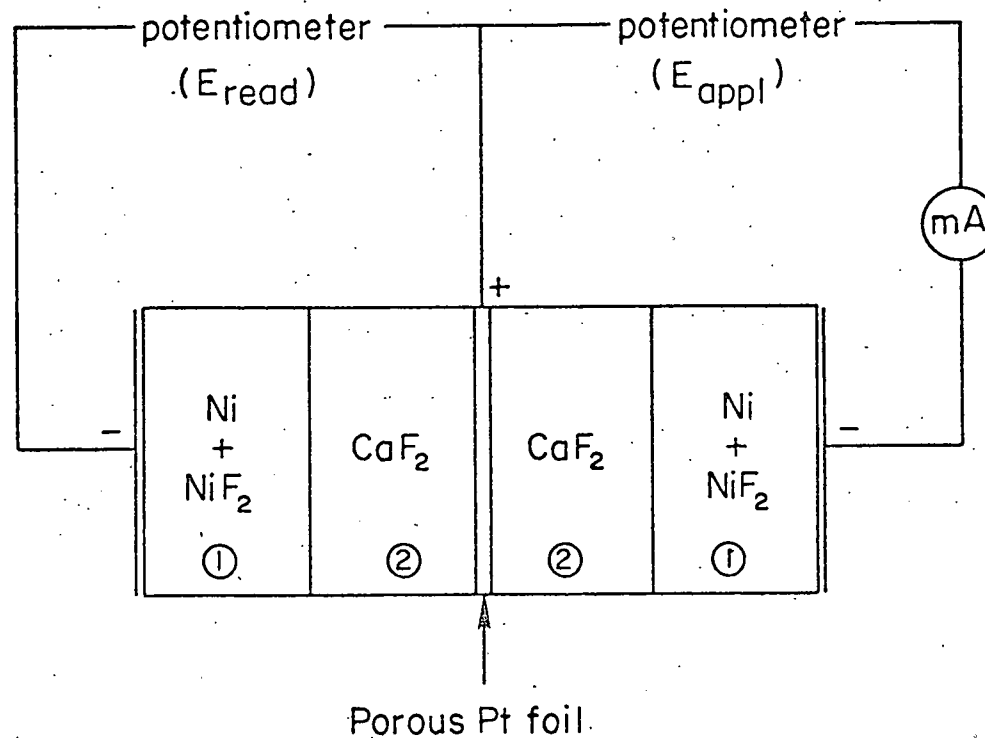 potentiometer
(E_read)
potentiometer
(E_appl)
mA
+
−
Ni
+
NiF₂
①
CaF₂
②
CaF₂
②
Ni
+
NiF₂
①
−
Porous Pt foil